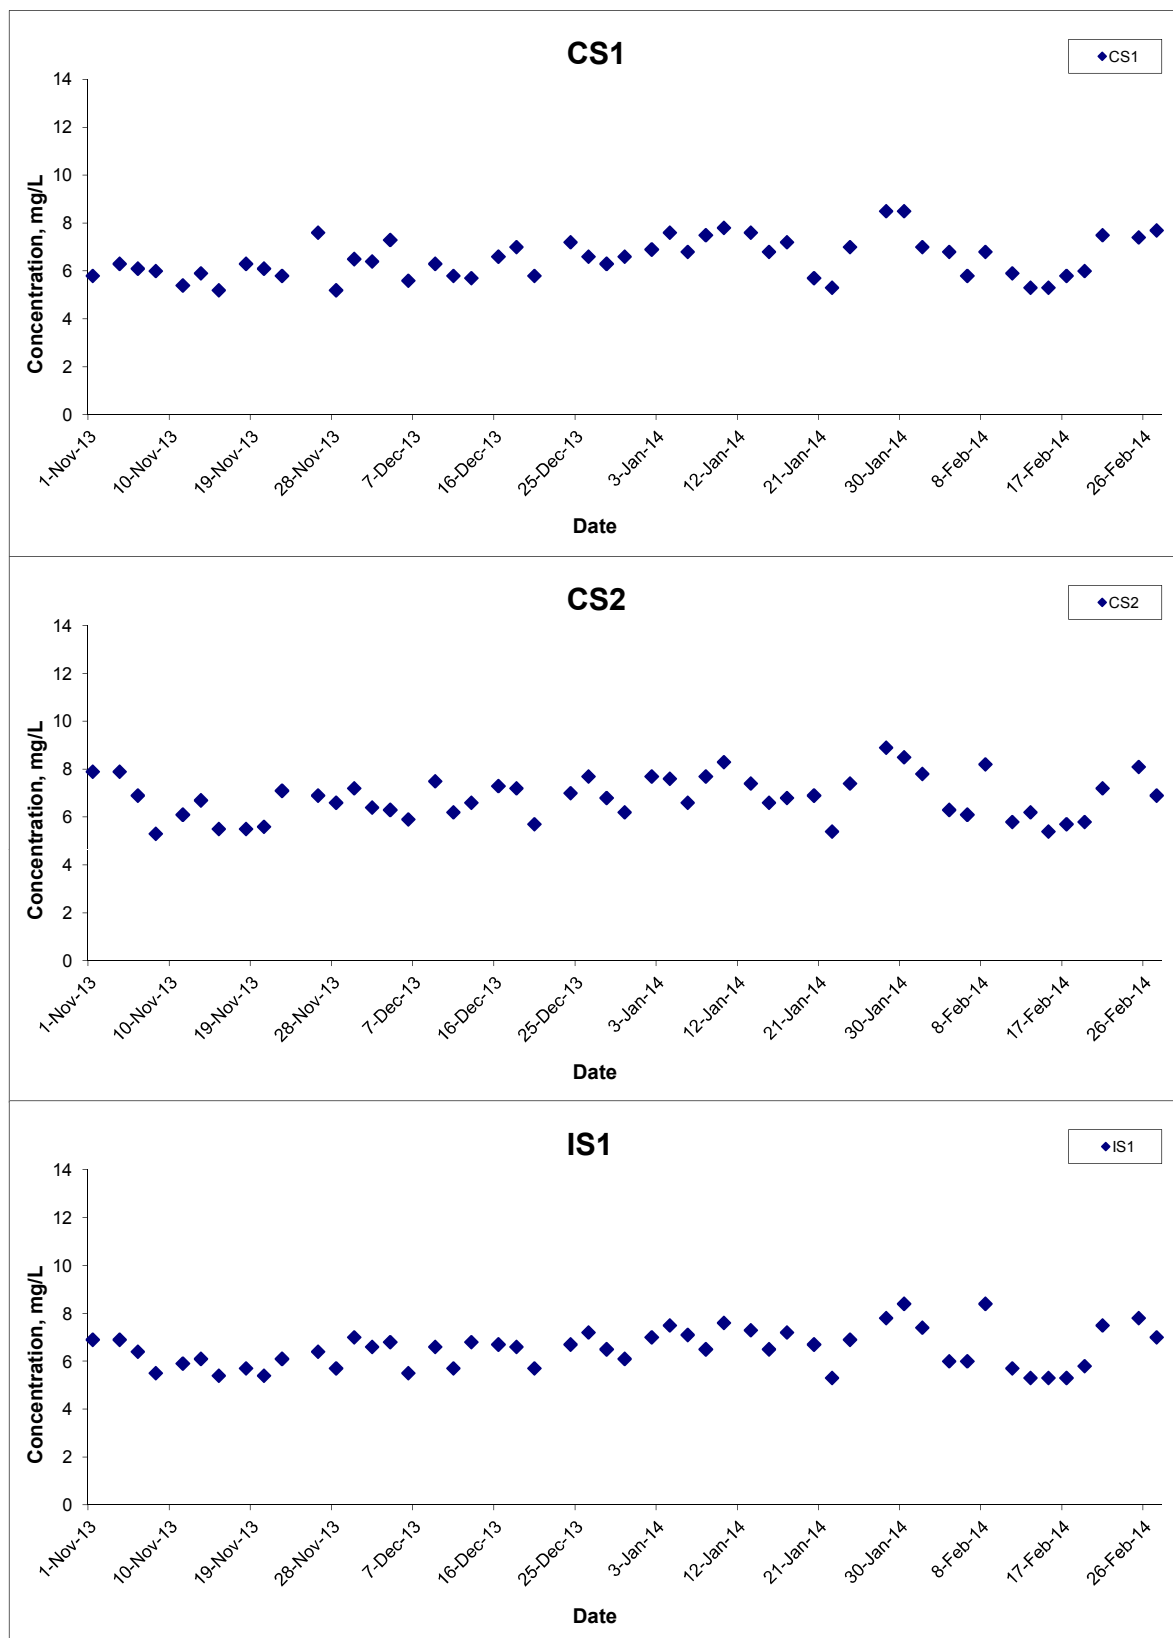 CS1
CS1
14
12
10
8
6
4
2
0
Concentration, mg/L
1-Nov-13
10-Nov-13
19-Nov-13
28-Nov-13
7-Dec-13
16-Dec-13
25-Dec-13
3-Jan-14
12-Jan-14
21-Jan-14
30-Jan-14
8-Feb-14
17-Feb-14
26-Feb-14
Date
CS2
CS2
14
12
10
8
6
4
2
0
Concentration, mg/L
1-Nov-13
10-Nov-13
19-Nov-13
28-Nov-13
7-Dec-13
16-Dec-13
25-Dec-13
3-Jan-14
12-Jan-14
21-Jan-14
30-Jan-14
8-Feb-14
17-Feb-14
26-Feb-14
Date
IS1
IS1
14
12
10
8
6
4
2
0
Concentration, mg/L
1-Nov-13
10-Nov-13
19-Nov-13
28-Nov-13
7-Dec-13
16-Dec-13
25-Dec-13
3-Jan-14
12-Jan-14
21-Jan-14
30-Jan-14
8-Feb-14
17-Feb-14
26-Feb-14
Date